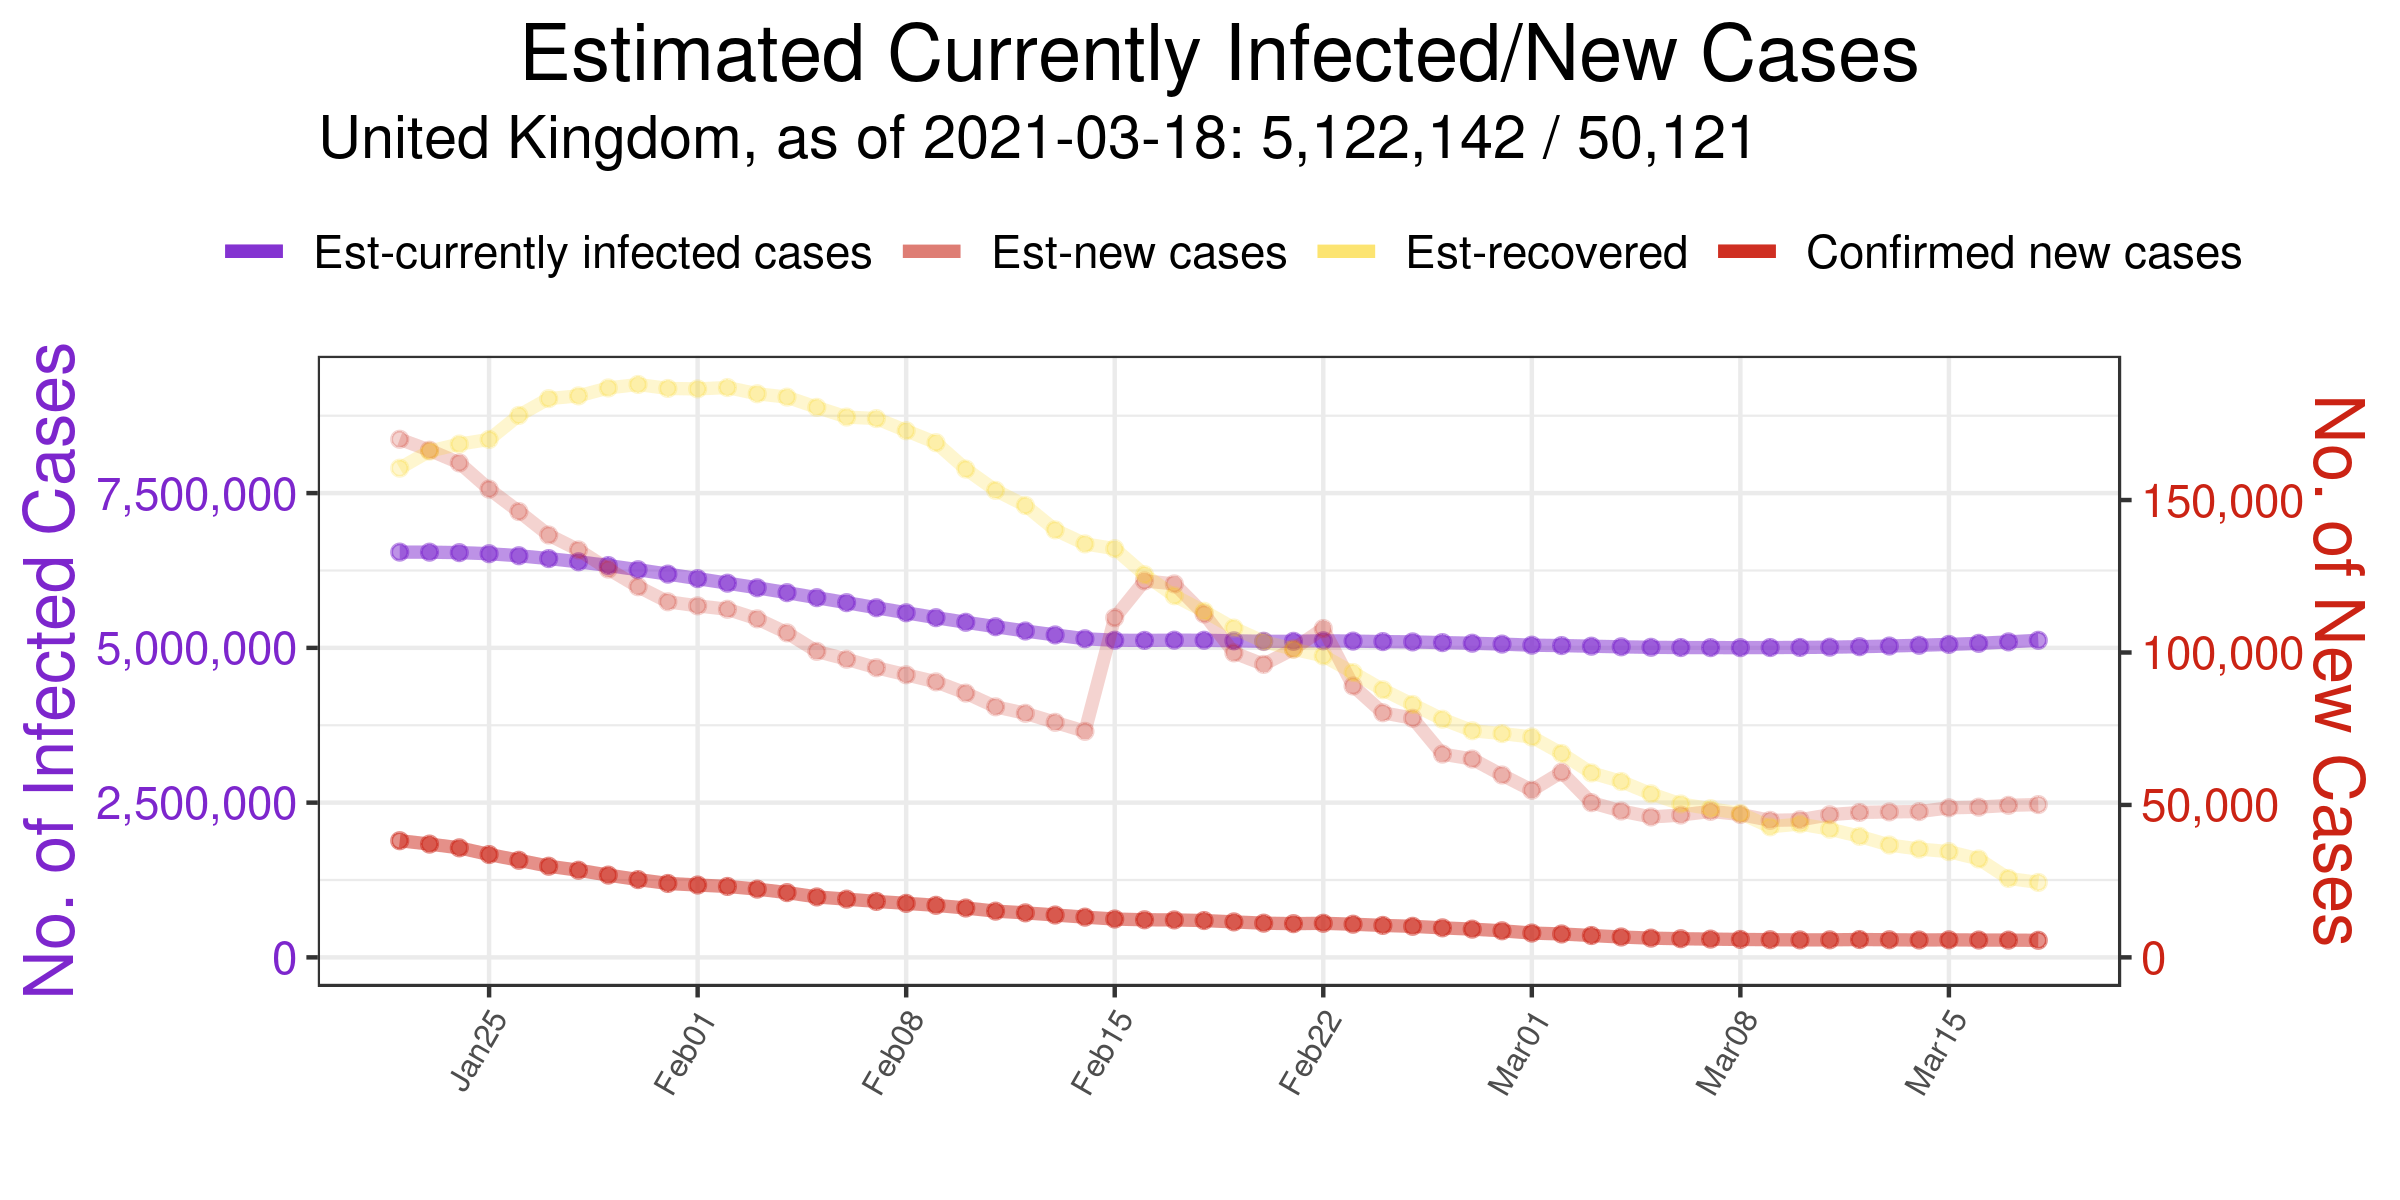 Estimated Currently Infected/New Cases
United Kingdom, as of 2021-03-18: 5,122,142 / 50,121
Est-currently infected cases Est-new cases Est-recovered Confirmed new cases
No. of Infected Cases
7,500,000
5,000,000
2,500,000
0
150,000
100,000
50,000
0
No. of New Cases
Jan25 Feb01 Feb08 Feb15 Feb22 Mar01 Mar08 Mar15